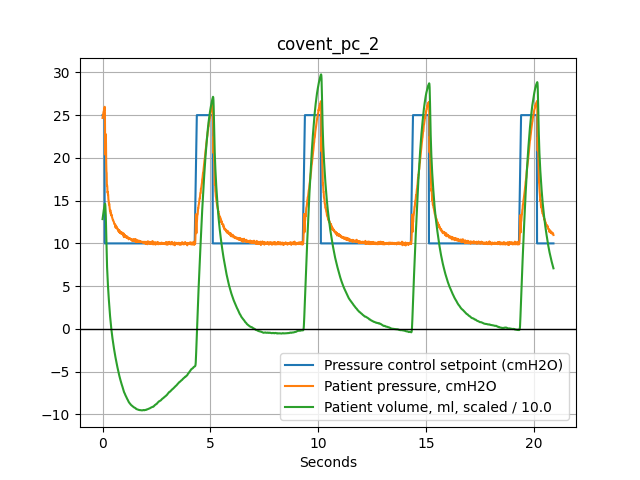 covent_pc_2
30
25
20
15
10
5
0
−5
−10
0
5
10
15
20
Seconds
Pressure control setpoint (cmH2O)
Patient pressure, cmH2O
Patient volume, ml, scaled / 10.0